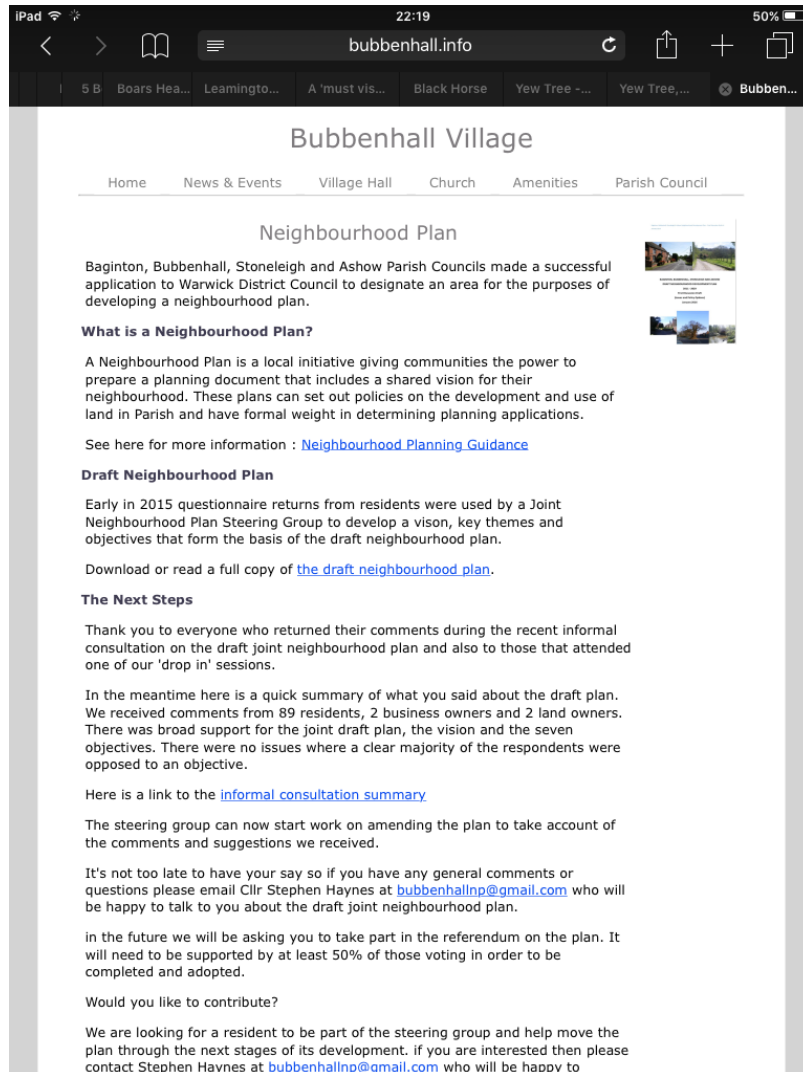 iPad 22:19 50%
bubbenhall.info
5 B Boars Hea... Leamingto... A 'must vis... Black Horse Yew Tree -... Yew Tree,... Bubben...
Bubbenhall Village
Home News & Events Village Hall Church Amenities Parish Council
Neighbourhood Plan
Baginton, Bubbenhall, Stoneleigh and Ashow Parish Councils made a successful
application to Warwick District Council to designate an area for the purposes of
developing a neighbourhood plan.
What is a Neighbourhood Plan?
A Neighbourhood Plan is a local initiative giving communities the power to
prepare a planning document that includes a shared vision for their
neighbourhood. These plans can set out policies on the development and use of
land in Parish and have formal weight in determining planning applications.
See here for more information : Neighbourhood Planning Guidance
Draft Neighbourhood Plan
Early in 2015 questionnaire returns from residents were used by a Joint
Neighbourhood Plan Steering Group to develop a vison, key themes and
objectives that form the basis of the draft neighbourhood plan.
Download or read a full copy of the draft neighbourhood plan.
The Next Steps
Thank you to everyone who returned their comments during the recent informal
consultation on the draft joint neighbourhood plan and also to those that attended
one of our 'drop in' sessions.
In the meantime here is a quick summary of what you said about the draft plan.
We received comments from 89 residents, 2 business owners and 2 land owners.
There was broad support for the joint draft plan, the vision and the seven
objectives. There were no issues where a clear majority of the respondents were
opposed to an objective.
Here is a link to the informal consultation summary
The steering group can now start work on amending the plan to take account of
the comments and suggestions we received.
It's not too late to have your say so if you have any general comments or
questions please email Cllr Stephen Haynes at bubbenhallnp@gmail.com who will
be happy to talk to you about the draft joint neighbourhood plan.
in the future we will be asking you to take part in the referendum on the plan. It
will need to be supported by at least 50% of those voting in order to be
completed and adopted.
Would you like to contribute?
We are looking for a resident to be part of the steering group and help move the
plan through the next stages of its development. if you are interested then please
contact Stephen Haynes at bubbenhallnp@gmail.com who will be happy to